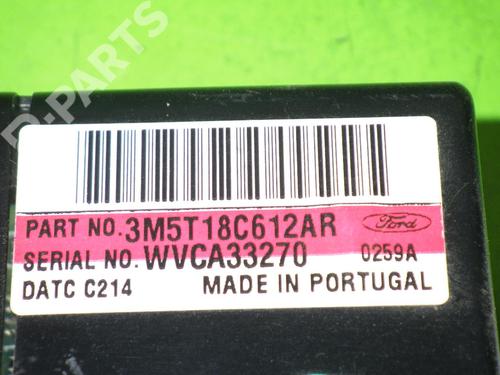 D-PARTS
PART NO. 3M5T18C612AR Ford
SERIAL NO. WVCA33270 0259A
DATC C214 MADE IN PORTUGAL